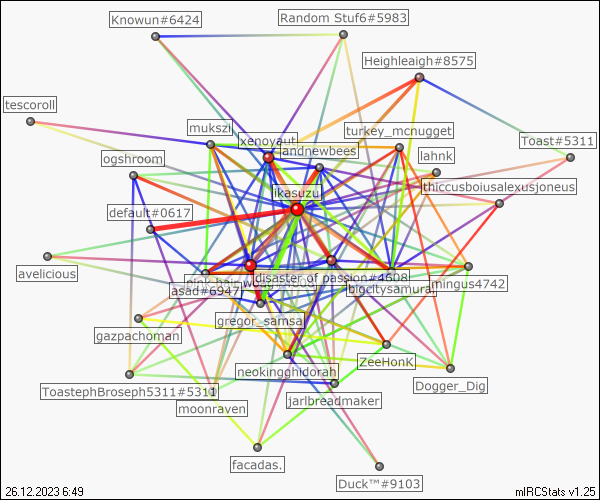 Knowun#6424
Random Stuf6#5983
Heighleaigh#8575
tescoroll
mukszi
xenoyaut
turkey_mcnugget
Toast#5311
andnewbees
ogshroom
lahnk
likasuzu
thiccusboiusalexusjoneus
default#0617
avelicious
disaster of passion#4608
mingus4742
asad#6947
bigcitysamurai
gregor_samsa
gazpachoman
ZeeHonk
neokingghidorah
Dogger_Dig
ToastephBroseph5311#5311
jarlbreadmaker
moonraven
facadas.
Duck™#9103
26.12.2023 6:49
mIRCStats v1.25